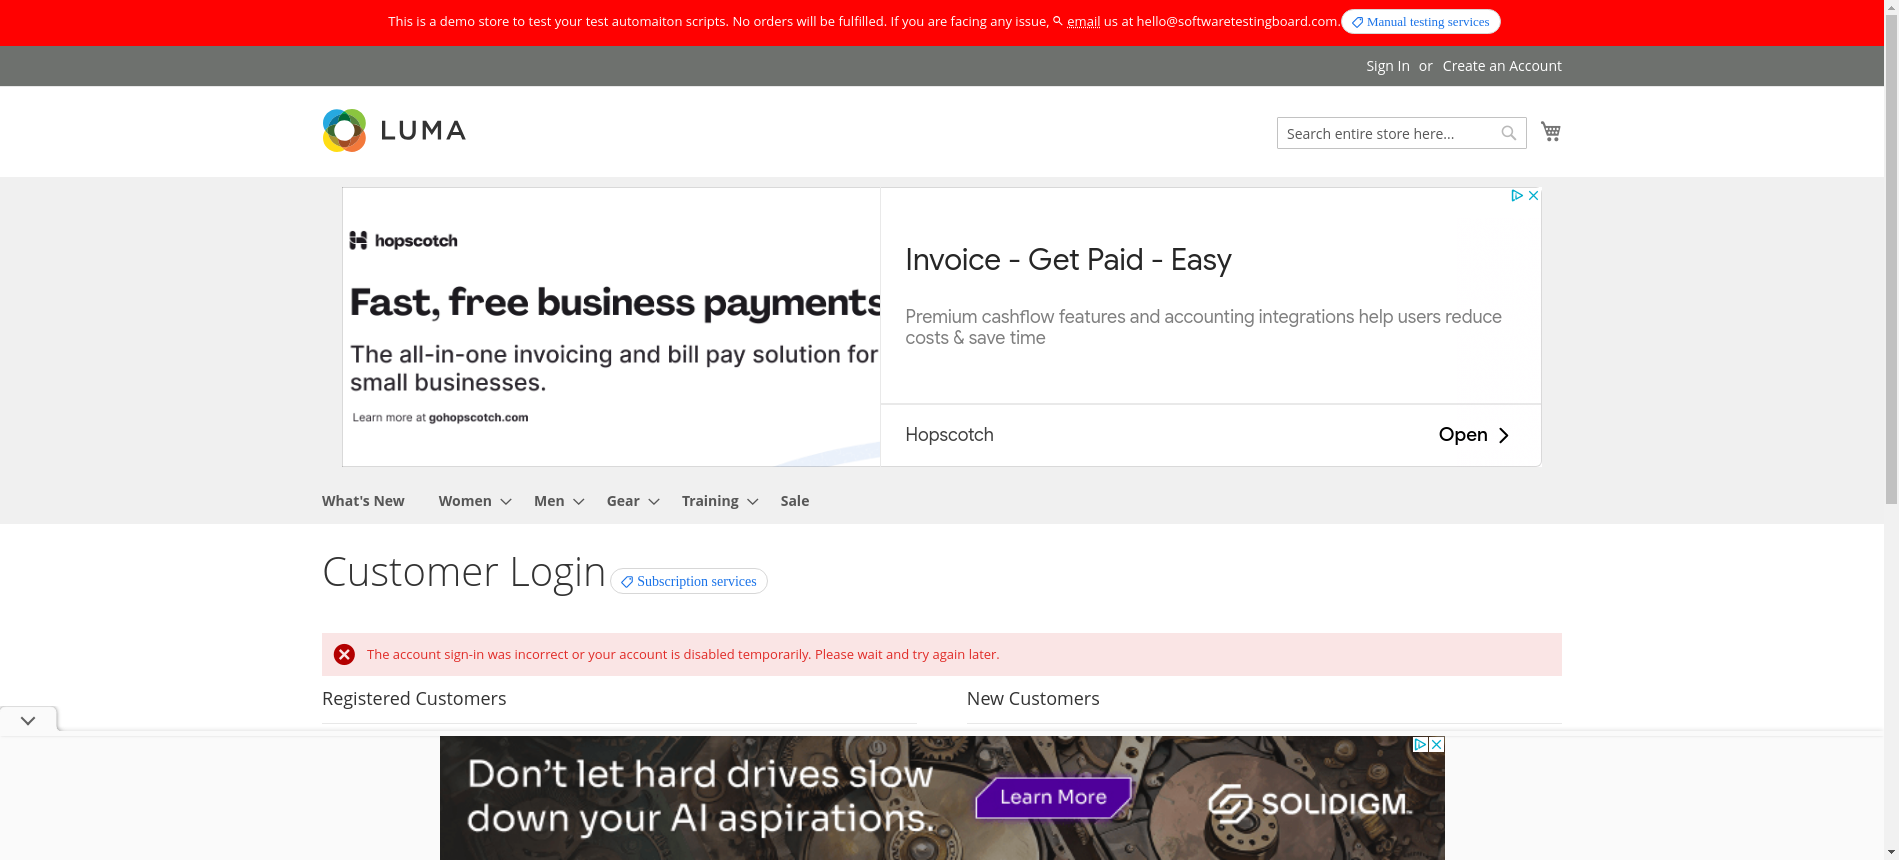 This is a demo store to test your test automaiton scripts. No orders will be fulfilled. If you are facing any issue, email us at hello@softwaretestingboard.com. Manual testing services
Sign In or Create an Account
LUMA
Search entire store here...
hopscotch
Fast, free business payments
The all-in-one invoicing and bill pay solution for
small businesses.
Learn more at gohopscotch.com
Invoice - Get Paid - Easy
Premium cashflow features and accounting integrations help users reduce
costs & save time
Hopscotch
Open
What's New Women Men Gear Training Sale
Customer Login Subscription services
The account sign-in was incorrect or your account is disabled temporarily. Please wait and try again later.
Registered Customers
New Customers
Don't let hard drives slow
down your AI aspirations.
Learn More
SOLIDIGM